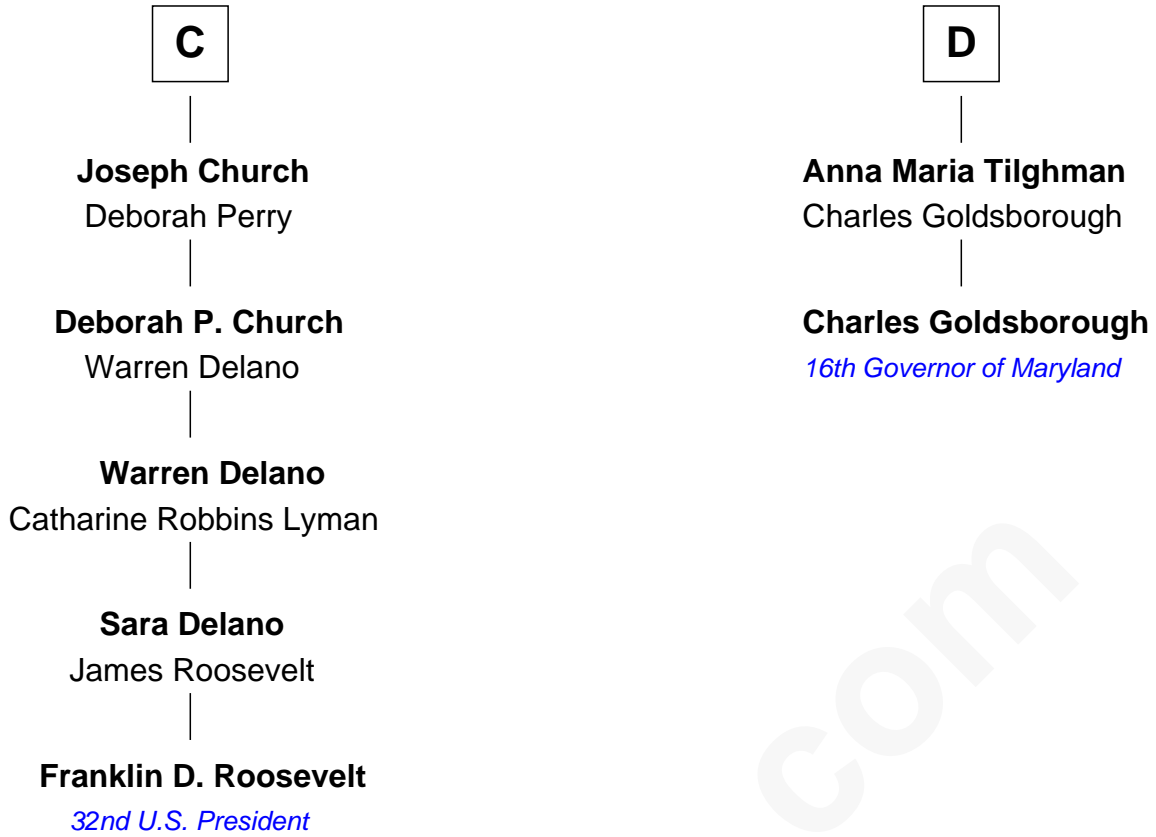 C
Joseph Church
Deborah Perry
Deborah P. Church
Warren Delano
Warren Delano
Catharine Robbins Lyman
Sara Delano
James Roosevelt
Franklin D. Roosevelt
32nd U.S. President
D
Anna Maria Tilghman
Charles Goldsborough
Charles Goldsborough
16th Governor of Maryland
com